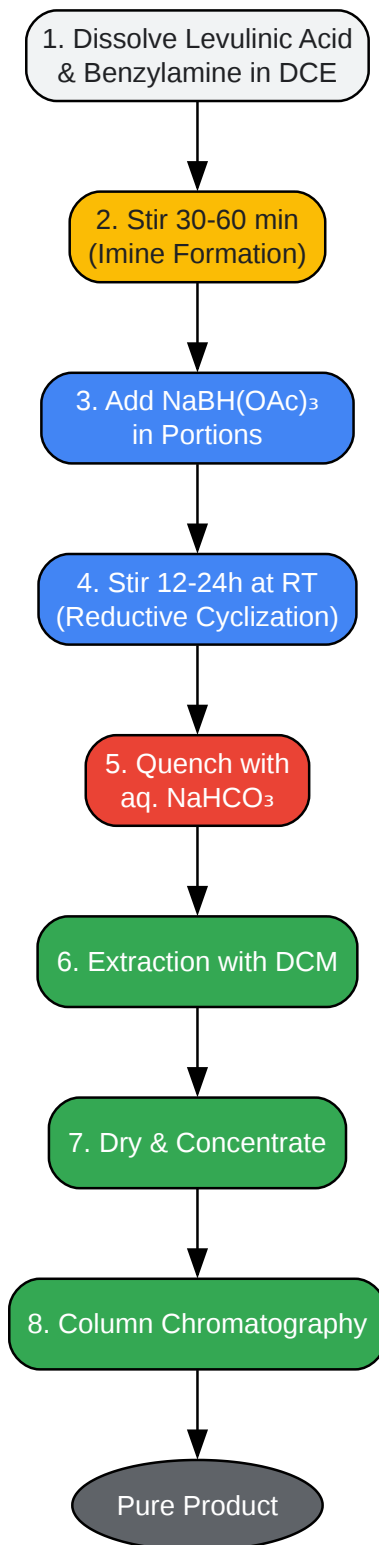 1. Dissolve Levulinic Acid
& Benzylamine in DCE
2. Stir 30-60 min
(Imine Formation)
3. Add NaBH(OAc)₃
in Portions
4. Stir 12-24h at RT
(Reductive Cyclization)
5. Quench with
aq. NaHCO₃
6. Extraction with DCM
7. Dry & Concentrate
8. Column Chromatography
Pure Product